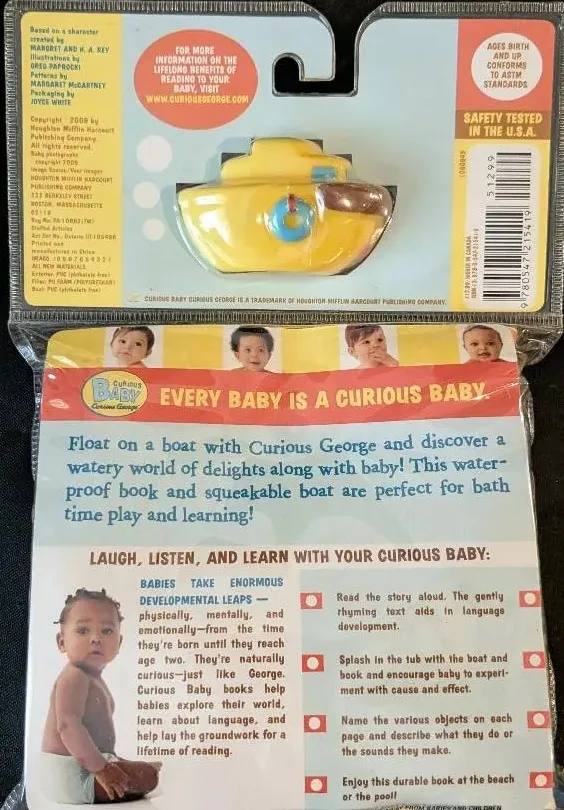 Based on a character
created by
MARGRET AND H. A. REY
Illustrations by
GREG PAPROCKI
Patterns by
MARGARET McCARTNEY
Packaging by
JOYCE WHITE
Copyright 2009 by
Houghton Mifflin Harcourt
Publishing Company.
All rights reserved.
Baby photographs
copyright 2009
HOUGHTON MIFFLIN HARCOURT
PUBLISHING COMPANY
222 BERKELEY STREET
BOSTON, MASSACHUSETTS
02116
Stuffed Articles
Printed and
manufactured in China
ALL NEW MATERIALS
FOR MORE
INFORMATION ON THE
LIFELONG BENEFITS OF
READING TO YOUR
BABY, VISIT
WWW.CURIOUSGEORGE.COM
AGES BIRTH
AND UP
CONFORMS
TO ASTM
STANDARDS
SAFETY TESTED
IN THE U.S.A.
1060943
51299
9 780547 215419
CURIOUS BABY CURIOUS GEORGE IS A TRADEMARK OF HOUGHTON MIFFLIN HARCOURT PUBLISHING COMPANY.
CURIOUS
BABY
Curious George
EVERY BABY IS A CURIOUS BABY
Float on a boat with Curious George and discover a
watery world of delights along with baby! This water-
proof book and squeakable boat are perfect for bath
time play and learning!
LAUGH, LISTEN, AND LEARN WITH YOUR CURIOUS BABY:
BABIES TAKE ENORMOUS
DEVELOPMENTAL LEAPS —
physically, mentally, and
emotionally—from the time
they're born until they reach
age two. They're naturally
curious—just like George.
Curious Baby books help
babies explore their world,
learn about language, and
help lay the groundwork for a
lifetime of reading.
Read the story aloud. The gently
rhyming text aids in language
development.
Splash in the tub with the boat and
book and encourage baby to experi-
ment with cause and effect.
Name the various objects on each
page and describe what they do or
the sounds they make.
Enjoy this durable book at the beach
or the pool!